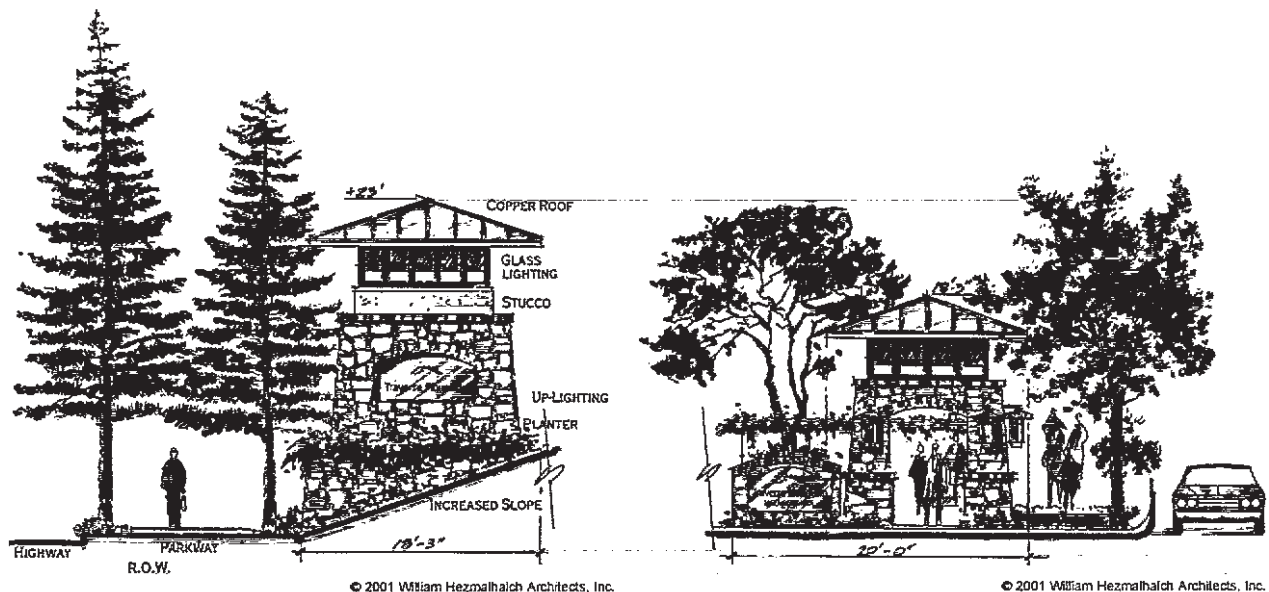 +23'
COPPER ROOF
GLASS
LIGHTING
STUCCO
UP-LIGHTING
PLANTER
INCREASED SLOPE
HIGHWAY
PARKWAY
R.O.W.
18'-3"
20'-0"
© 2001 William Hezmalhalch Architects, Inc.
© 2001 William Hezmalhalch Architects, Inc.